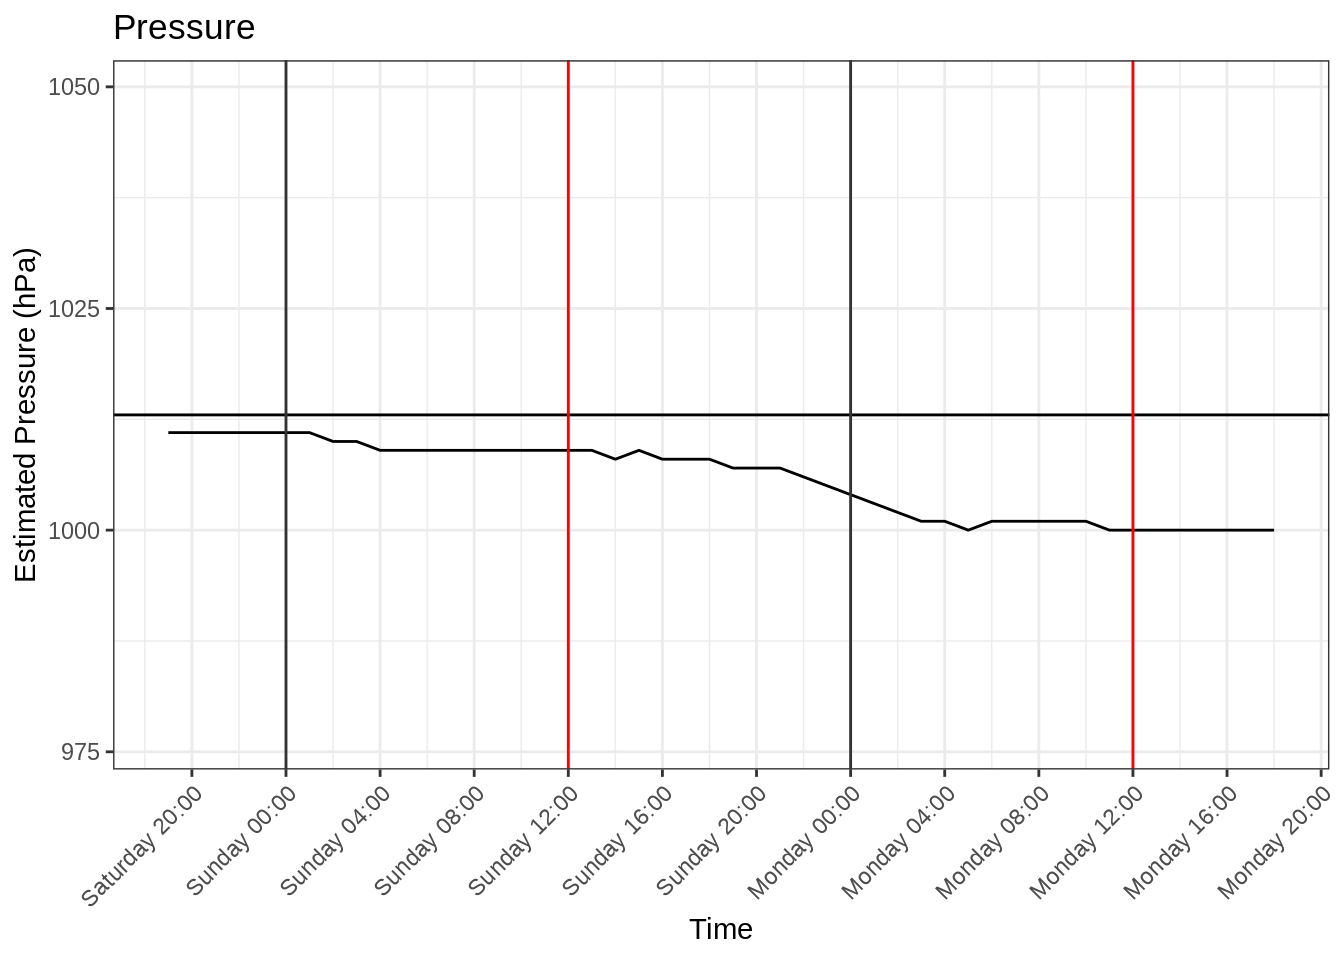 Pressure
Estimated Pressure (hPa)
1050
1025
1000
975
Saturday 20:00
Sunday 00:00
Sunday 04:00
Sunday 08:00
Sunday 12:00
Sunday 16:00
Sunday 20:00
Monday 00:00
Monday 04:00
Monday 08:00
Monday 12:00
Monday 16:00
Monday 20:00
Time